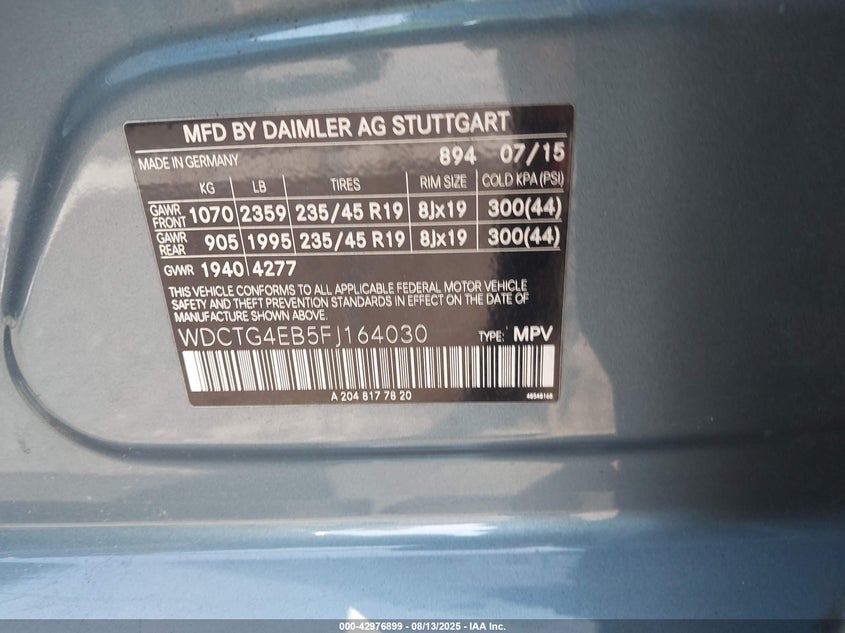 MFD BY DAIMLER AG STUTTGART
MADE IN GERMANY 894 07/15
KG LB TIRES RIM SIZE COLD KPA (PSI)
GAWR FRONT 1070 2359 235/45 R19 8Jx19 300(44)
GAWR REAR 905 1995 235/45 R19 8Jx19 300(44)
GVWR 1940 4277
THIS VEHICLE CONFORMS TO ALL APPLICABLE FEDERAL MOTOR VEHICLE
SAFETY AND THEFT BUMPER PREVENTION STANDARDS IN EFFECT ON THE DATE OF
MANUFACTURE SHOWN ABOVE.
WDCTG4EB5FJ164030 TYPE: MPV
A 204 817 78 20
000-42976899 - 08/13/2025 - IAA Inc.